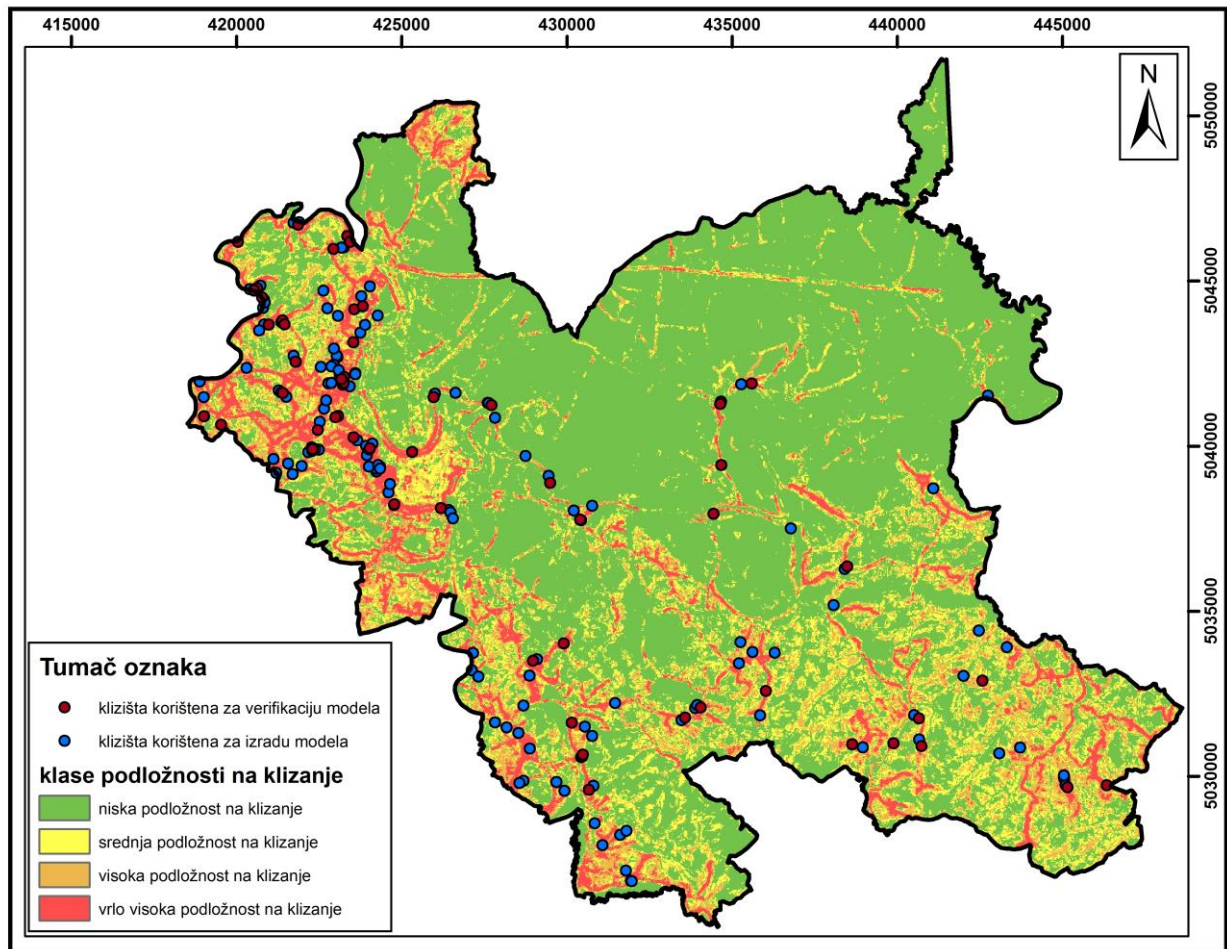 415000 420000 425000 430000 435000 440000 445000
N
5050000
5045000
5040000
5035000
5030000
Tumač oznaka
klizišta korištena za verifikaciju modela
klizišta korištena za izradu modela
klase podložnosti na klizanje
niska podložnost na klizanje
srednja podložnost na klizanje
visoka podložnost na klizanje
vrlo visoka podložnost na klizanje